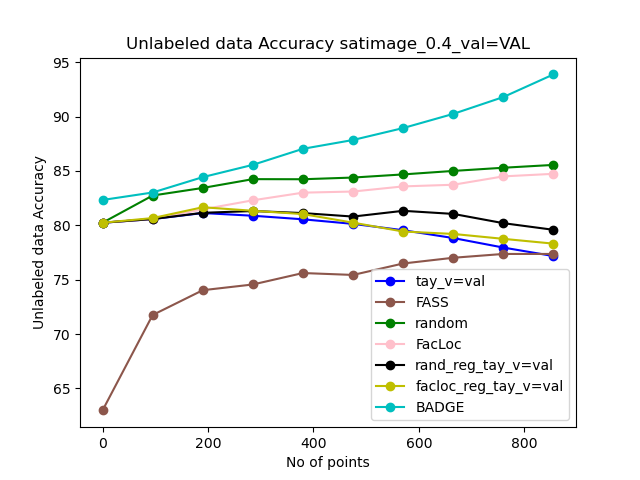 Unlabeled data Accuracy satimage_0.4_val=VAL
95
90
85
80
75
70
65
Unlabeled data Accuracy
0
200
400
600
800
No of points
tay_v=val
FASS
random
FacLoc
rand_reg_tay_v=val
facloc_reg_tay_v=val
BADGE